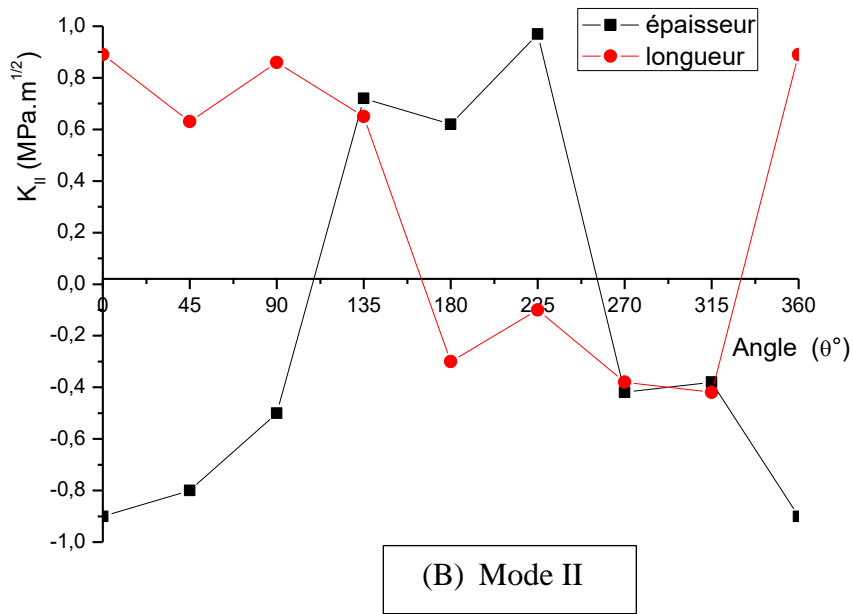 1,0
0,8
0,6
0,4
0,2
0,0
-0,2
-0,4
-0,6
-0,8
-1,0
K_II (MPa.m^1/2)
épaisseur
longueur
0 45 90 135 180 225 270 315 360
Angle (θ°)
(B) Mode II